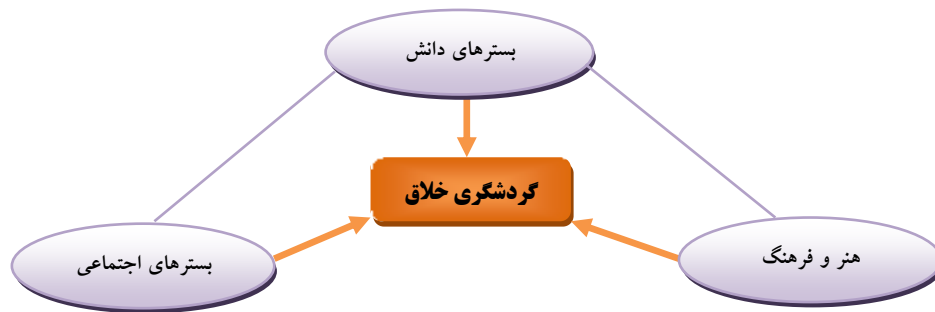 بسترهای دانش
گردشگری خلاق
هنر و فرهنگ
بسترهای اجتماعی